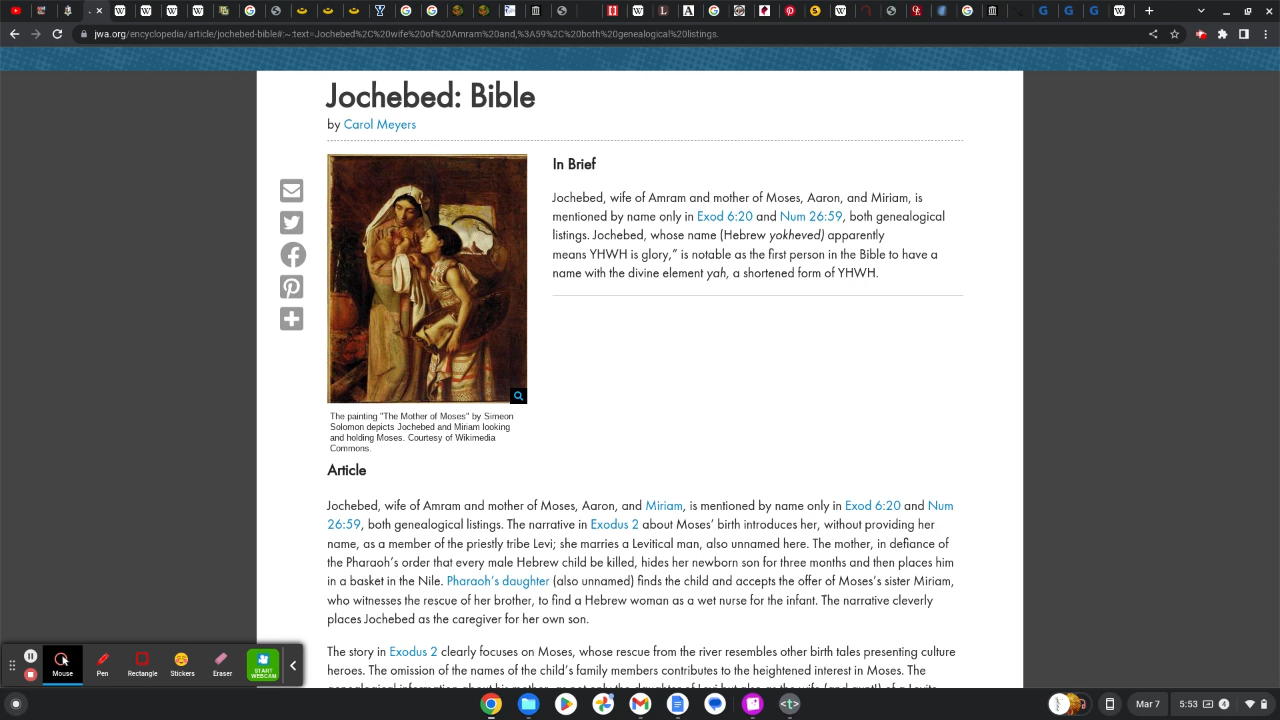 jwa.org/encyclopedia/article/jochebed-bible#:~:text=Jochebed%2C%20wife%20of%20Amram%20and,%3A59%2C%20both%20genealogical%20listings.
Jochebed: Bible
by Carol Meyers
In Brief
Jochebed, wife of Amram and mother of Moses, Aaron, and Miriam, is
mentioned by name only in Exod 6:20 and Num 26:59, both genealogical
listings. Jochebed, whose name (Hebrew yokheved) apparently
means YHWH is glory,” is notable as the first person in the Bible to have a
name with the divine element yah, a shortened form of YHWH.
The painting "The Mother of Moses" by Simeon
Solomon depicts Jochebed and Miriam looking
and holding Moses. Courtesy of Wikimedia
Commons.
Article
Jochebed, wife of Amram and mother of Moses, Aaron, and Miriam, is mentioned by name only in Exod 6:20 and Num
26:59, both genealogical listings. The narrative in Exodus 2 about Moses’ birth introduces her, without providing her
name, as a member of the priestly tribe Levi; she marries a Levitical man, also unnamed here. The mother, in defiance
of the Pharaoh’s order that every male Hebrew child be killed, hides her newborn son for three months and then places him
in a basket in the Nile. Pharaoh’s daughter (also unnamed) finds the child and accepts the offer of Moses’s sister Miriam,
who witnesses the rescue of her brother, to find a Hebrew woman as a wet nurse for the infant. The narrative cleverly
places Jochebed as the caregiver for her own son.
The story in Exodus 2 clearly focuses on Moses, whose rescue from the river resembles other birth tales presenting culture
heroes. The omission of the names of the child’s family members contributes to the heightened interest in Moses. The
Mouse
Pen
Rectangle
Stickers
Eraser
START
WEBCAM
Mar 7
5:53